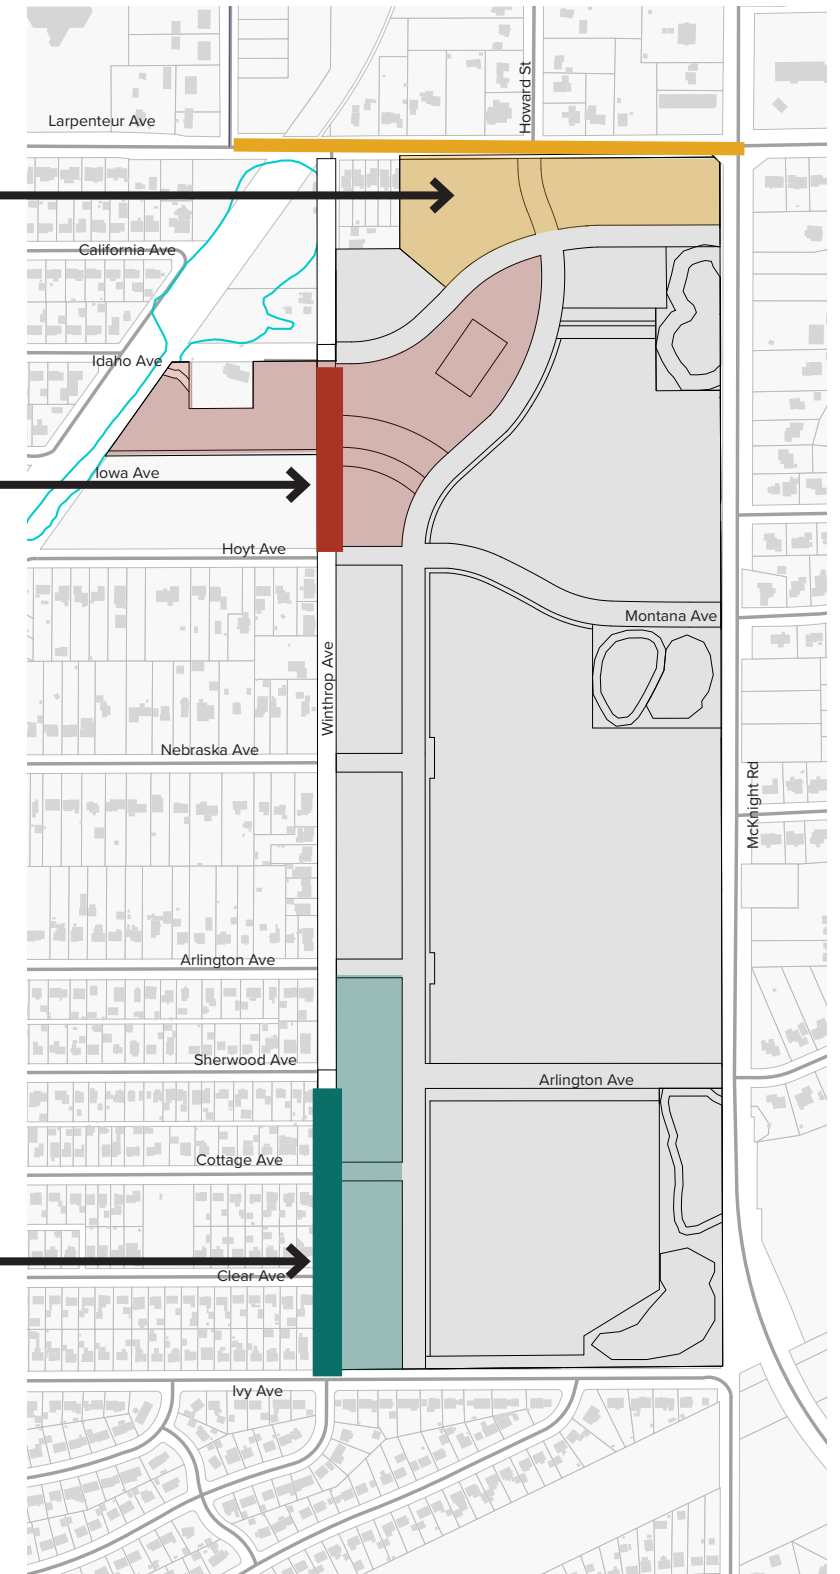 Howard St
Larpenteur Ave
California Ave
Idaho Ave
Iowa Ave
Hoyt Ave
Montana Ave
Winthrop Ave
Nebraska Ave
McKnight Rd
Arlington Ave
Sherwood Ave
Arlington Ave
Cottage Ave
Clear Ave
Ivy Ave